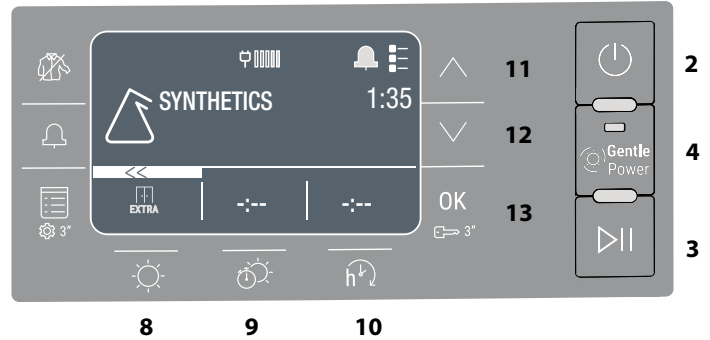 11
2
SYNTHETICS 1:35
12
Gentle
Power
4
<<
EXTRA -:-- -:--
OK
13
3"
3"
3
h
8 9 10